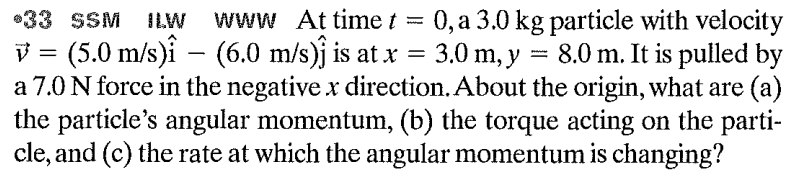 •33 SSM ILW WWW At time t = 0, a 3.0 kg particle with velocity
v⃗ = (5.0 m/s)î − (6.0 m/s)ĵ is at x = 3.0 m, y = 8.0 m. It is pulled by
a 7.0 N force in the negative x direction. About the origin, what are (a)
the particle's angular momentum, (b) the torque acting on the parti-
cle, and (c) the rate at which the angular momentum is changing?